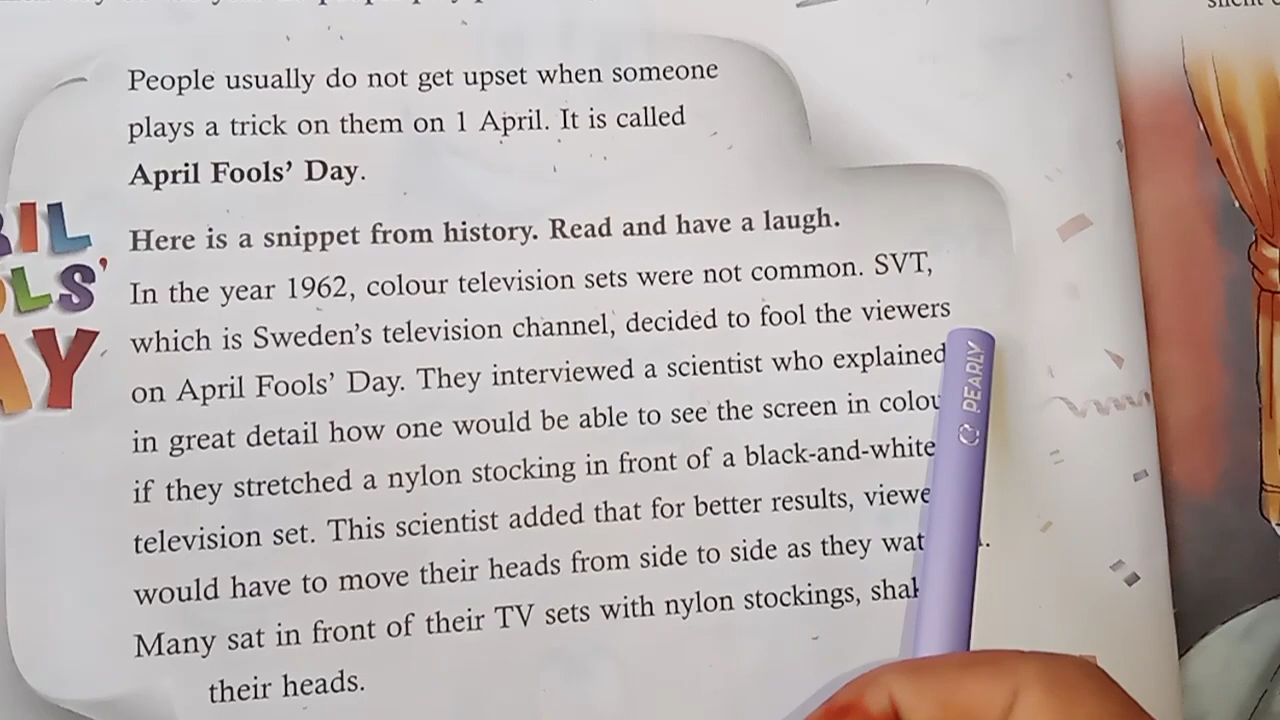 People usually do not get upset when someone
plays a trick on them on 1 April. It is called
April Fools' Day.
Here is a snippet from history. Read and have a laugh.
In the year 1962, colour television sets were not common. SVT,
which is Sweden's television channel, decided to fool the viewers
on April Fools' Day. They interviewed a scientist who explained
in great detail how one would be able to see the screen in
if they stretched a nylon stocking in front of a black-and-white
television set. This scientist added that for better results,
would have to move their heads from side to side as they
Many sat in front of their TV sets with nylon stockings,
their heads.
PEARLY